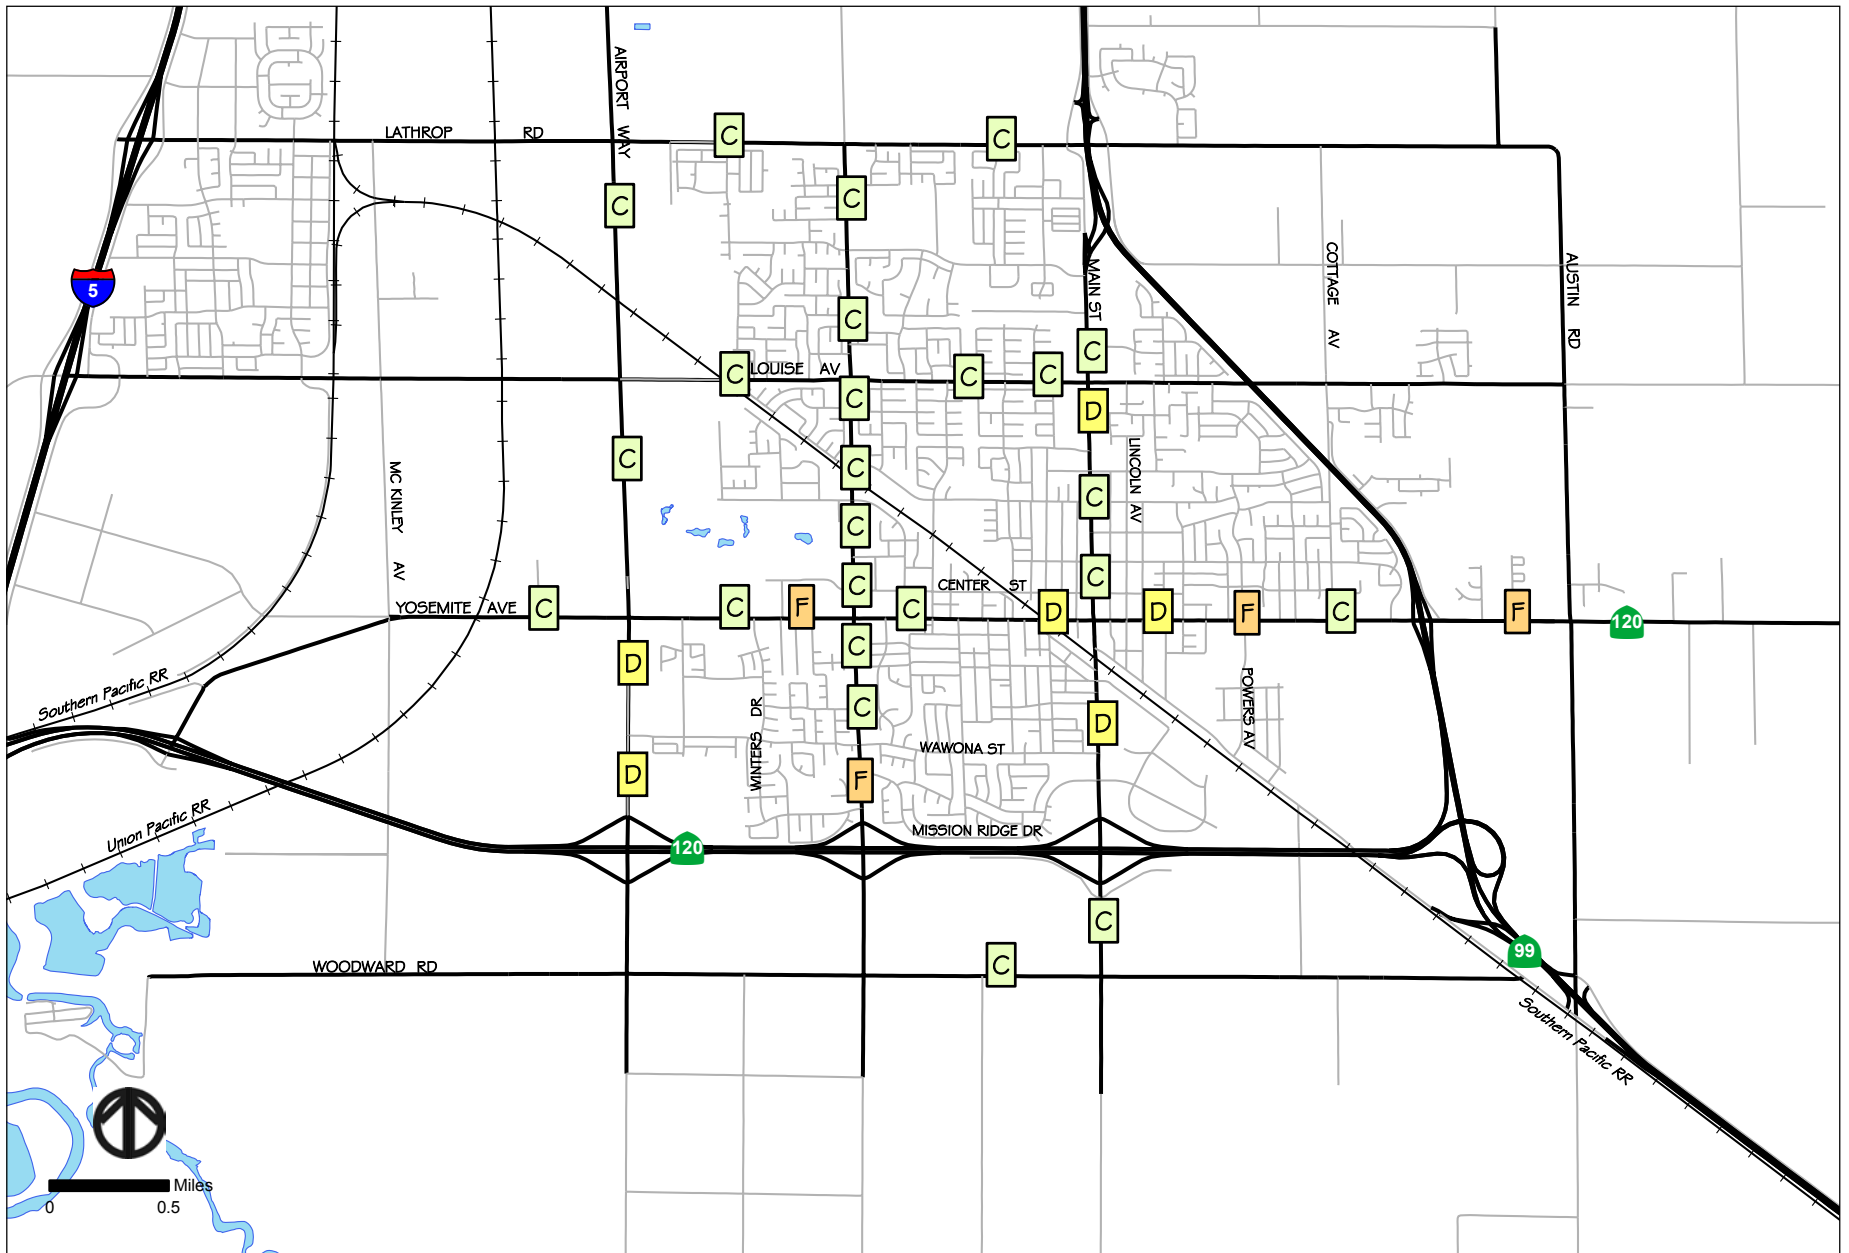 AIRPORT WAY
LATHROP RD
C
C
C
C
5
MAIN ST
COTTAGE AV
AUSTIN RD
C
C
C
LOUISE AV
C
C
C
D
MC KINLEY AV
C
C
LINCOLN AV
C
C
C
C
CENTER ST
YOSEMITE AVE
C
C
F
C
D
D
F
C
F
120
C
D
Southern Pacific RR
POWERS AV
WINTERS DR
C
D
WAWONA ST
D
F
Union Pacific RR
MISSION RIDGE DR
120
C
99
WOODWARD RD
C
Southern Pacific RR
Miles
0 0.5